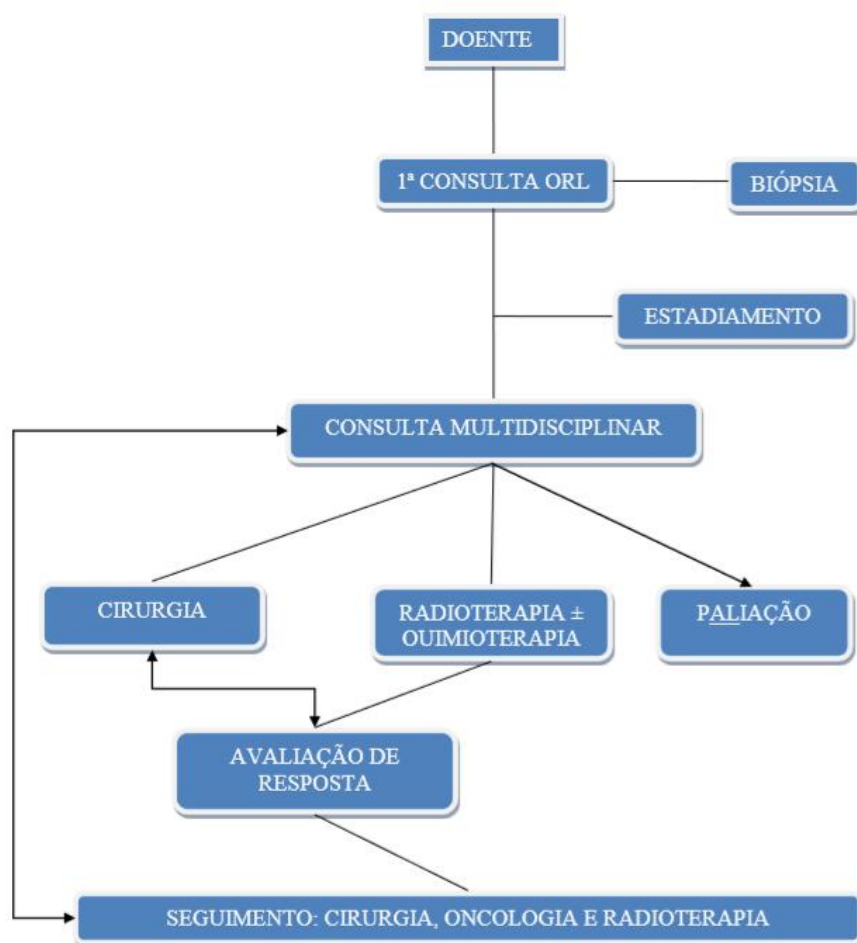 DOENTE
1ª CONSULTA ORL
BIÓPSIA
ESTADIAMENTO
CONSULTA MULTIDISCIPLINAR
CIRURGIA
RADIOTERAPIA ±
OUIMIOTERAPIA
PALIAÇÃO
AVALIAÇÃO DE
RESPOSTA
SEGUIMENTO: CIRURGIA, ONCOLOGIA E RADIOTERAPIA